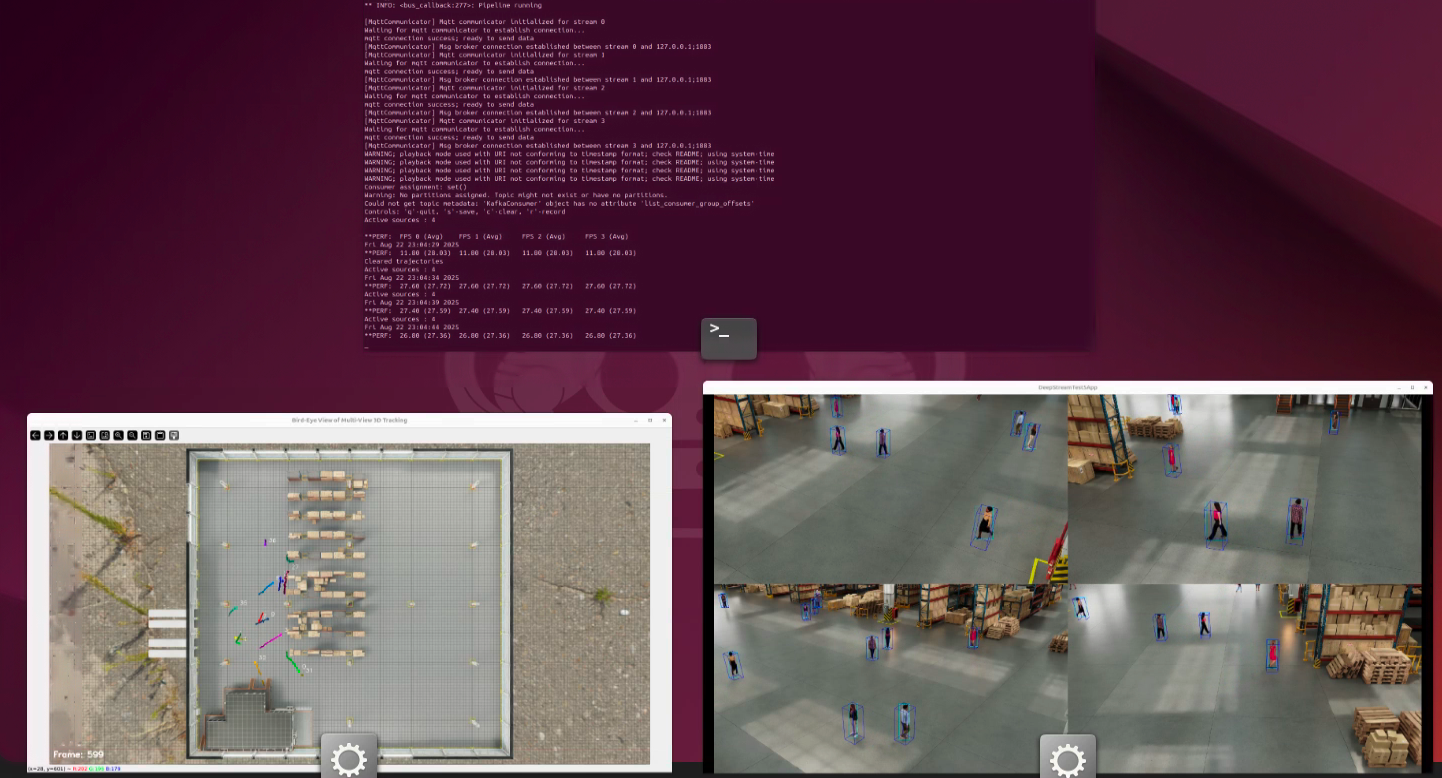 ** INFO: <bus_callback:277>: Pipeline running
[MqttCommunicator] Mqtt communicator initialized for stream 0
Waiting for mqtt communicator to establish connection...
mqtt connection success; ready to send data
[MqttCommunicator] Msg broker connection established between stream 0 and 127.0.0.1;1883
[MqttCommunicator] Mqtt communicator initialized for stream 1
Waiting for mqtt communicator to establish connection...
mqtt connection success; ready to send data
[MqttCommunicator] Msg broker connection established between stream 1 and 127.0.0.1;1883
[MqttCommunicator] Mqtt communicator initialized for stream 2
Waiting for mqtt communicator to establish connection...
mqtt connection success; ready to send data
[MqttCommunicator] Msg broker connection established between stream 2 and 127.0.0.1;1883
[MqttCommunicator] Mqtt communicator initialized for stream 3
Waiting for mqtt communicator to establish connection...
mqtt connection success; ready to send data
[MqttCommunicator] Msg broker connection established between stream 3 and 127.0.0.1;1883
WARNING; playback mode used with URI not conforming to timestamp format; check README; using system-time
WARNING; playback mode used with URI not conforming to timestamp format; check README; using system-time
WARNING; playback mode used with URI not conforming to timestamp format; check README; using system-time
WARNING; playback mode used with URI not conforming to timestamp format; check README; using system-time
Consumer assignment: set()
Warning: No partitions assigned. Topic might not exist or have no partitions.
Could not get topic metadata: 'KafkaConsumer' object has no attribute 'list_consumer_group_offsets'
Controls: 'q'-quit, 's'-save, 'c'-clear, 'r'-record
Active sources : 4
**PERF:  FPS 0 (Avg)  FPS 1 (Avg)  FPS 2 (Avg)  FPS 3 (Avg)
Fri Aug 22 23:04:29 2025
**PERF:  11.80 (28.03)  11.80 (28.03)  11.80 (28.03)  11.80 (28.03)
Cleared trajectories
Active sources : 4
Fri Aug 22 23:04:34 2025
**PERF:  27.60 (27.72)  27.60 (27.72)  27.60 (27.72)  27.60 (27.72)
Active sources : 4
Fri Aug 22 23:04:39 2025
**PERF:  27.40 (27.59)  27.40 (27.59)  27.40 (27.59)  27.40 (27.59)
Active sources : 4
Fri Aug 22 23:04:44 2025
**PERF:  26.80 (27.36)  26.80 (27.36)  26.80 (27.36)  26.80 (27.36)
>_
Bird-Eye View of Multi-View 3D Tracking
DeepStreamTest5App
Frame: 599